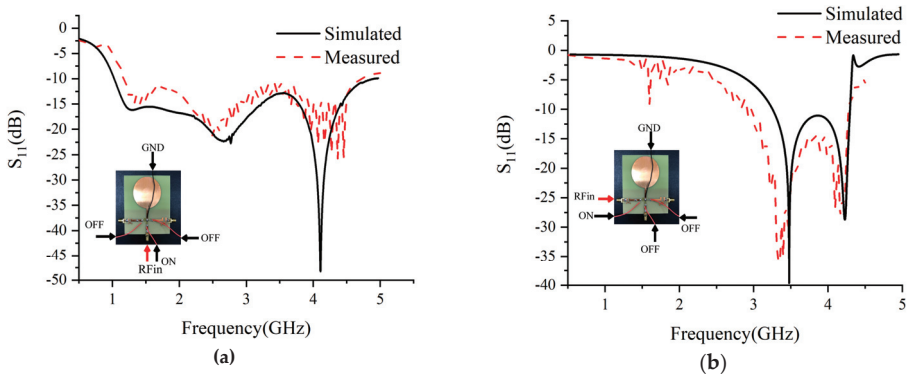 Simulated
Measured
0
-5
-10
-15
-20
-25
-30
-35
-40
-45
-50
S11(dB)
GND
OFF
OFF
ON
RFin
1
2
3
4
5
Frequency(GHz)
(a)
Simulated
Measured
5
0
-5
-10
-15
-20
-25
-30
-35
-40
S11(dB)
GND
RFin
ON
OFF
OFF
1
2
3
4
5
Frequency(GHz)
(b)